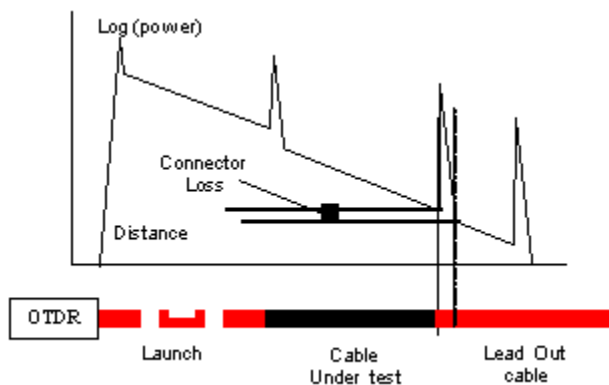 Log (power)
Connector
Loss
Distance
OTDR
Launch
Cable
Under test
Lead Out
cable